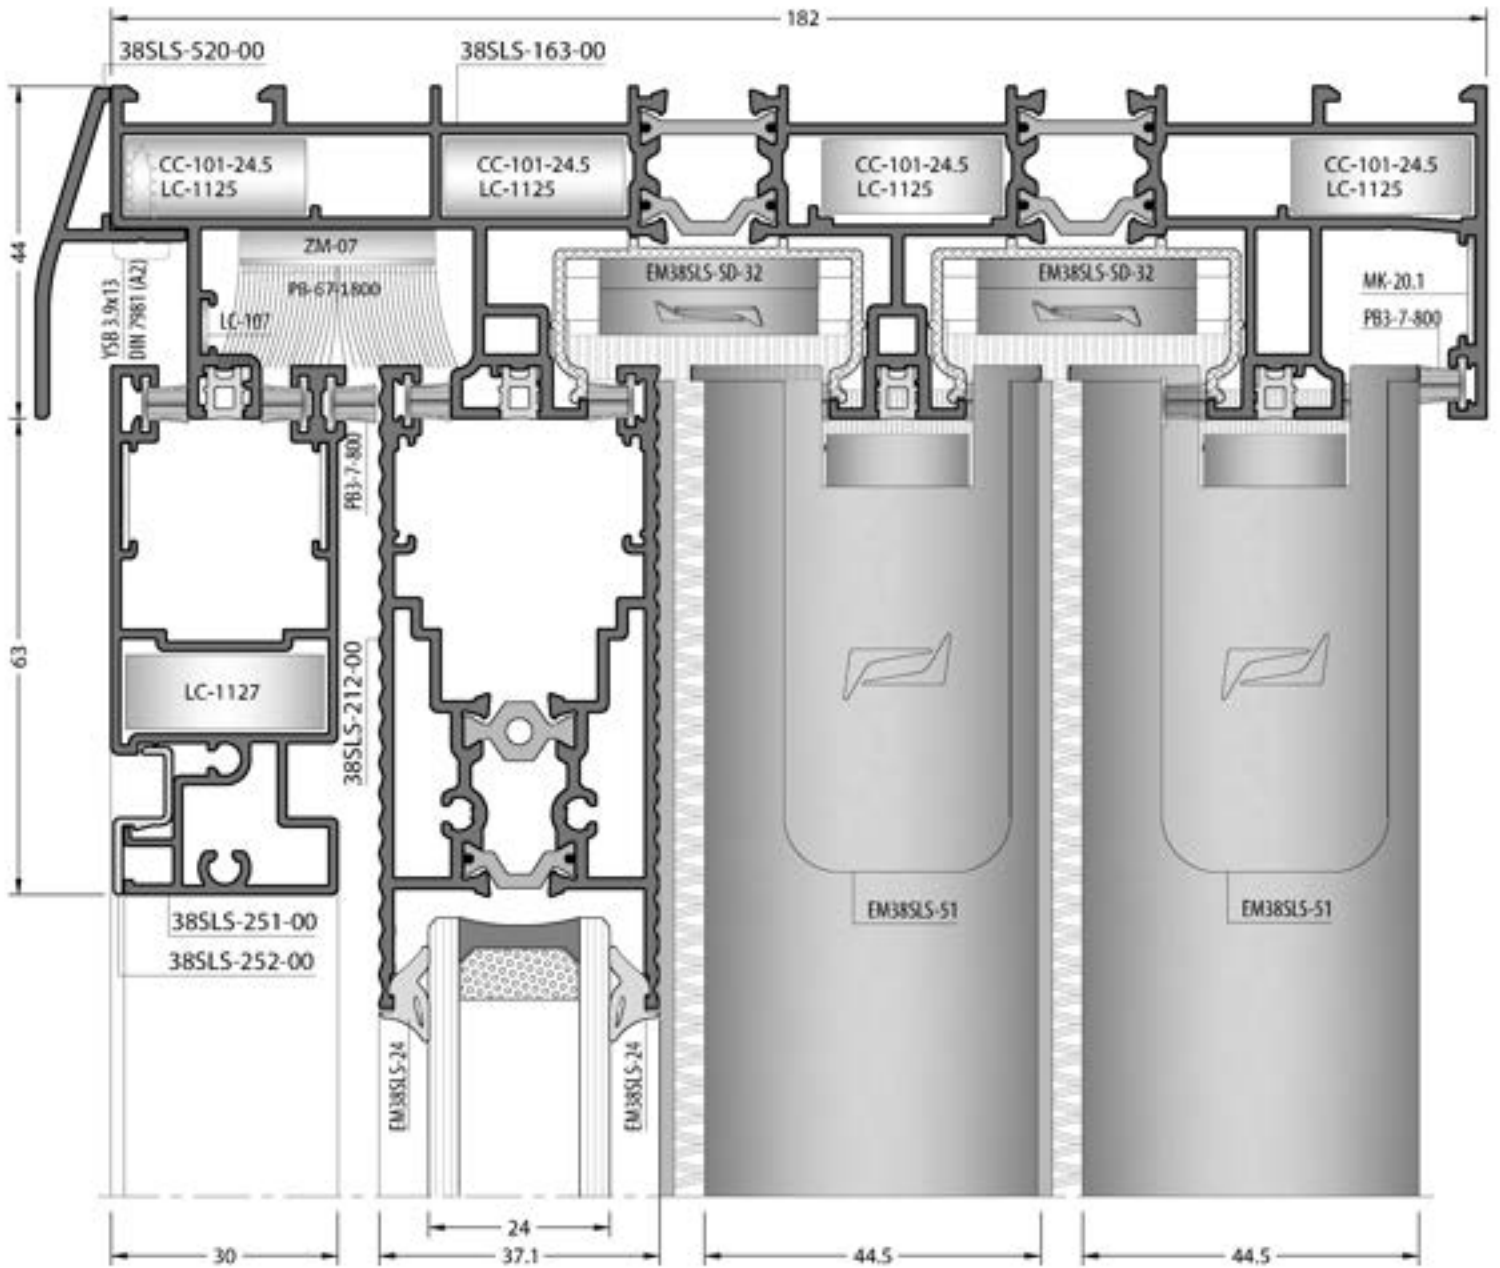 182
38SLS-520-00
38SLS-163-00
CC-101-24.5
LC-1125
CC-101-24.5
LC-1125
CC-101-24.5
LC-1125
CC-101-24.5
LC-1125
44
ZM-07
PB-67-1800
LC-107
YSB 3.9x13
DIN 7981 (A2)
EM38SLS-SD-32
EM38SLS-SD-32
MK-20.1
PB3-7-800
PB3-7-800
63
LC-1127
38SLS-212-00
38SLS-251-00
38SLS-252-00
EM38SLS-51
EM38SLS-51
EM38SLS-24
EM38SLS-24
24
30
37.1
44.5
44.5